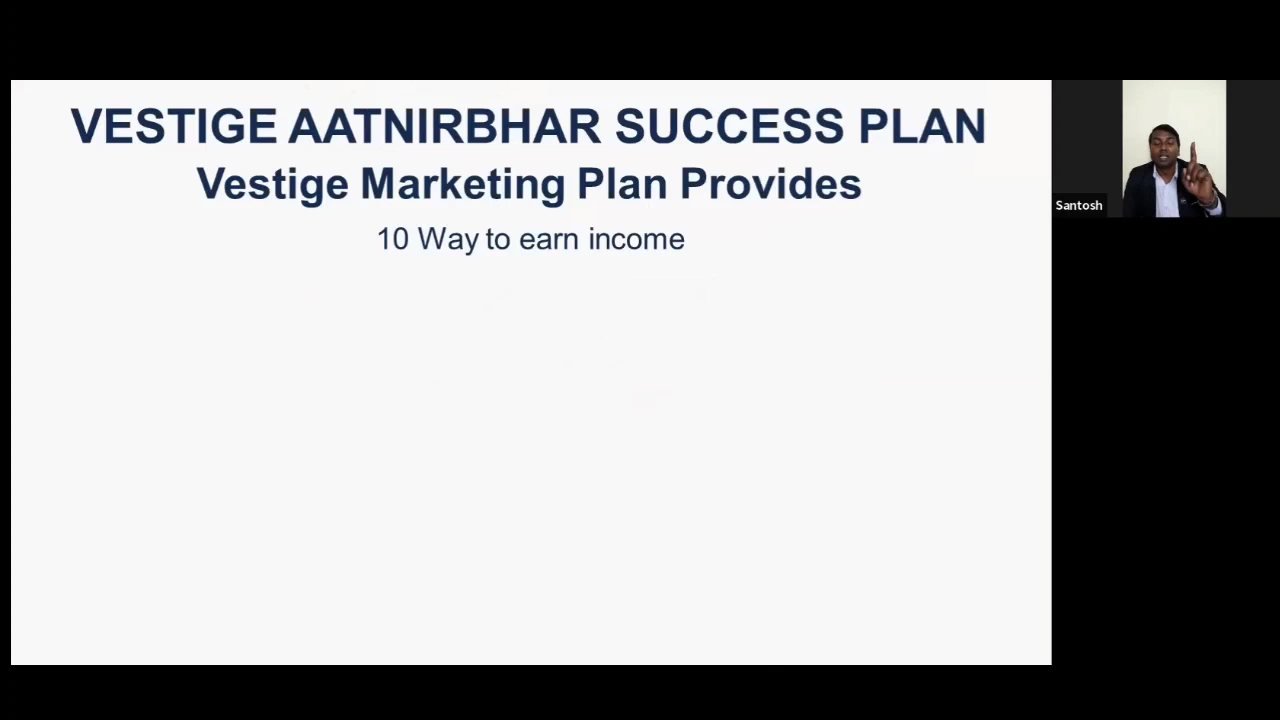 VESTIGE AATNIRBHAR SUCCESS PLAN
Vestige Marketing Plan Provides
10 Way to earn income
Santosh